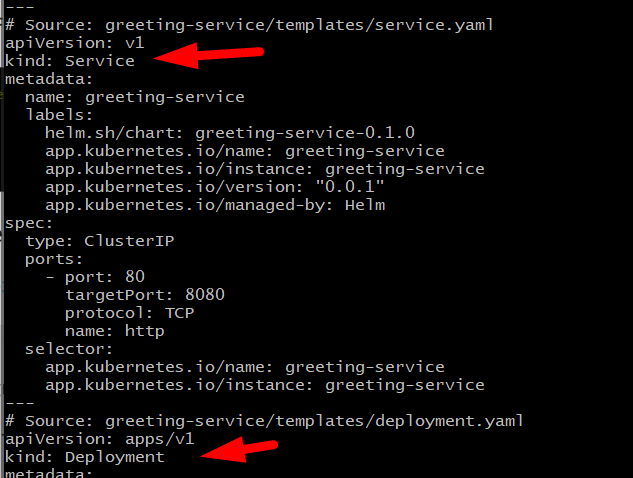 ---
# Source: greeting-service/templates/service.yaml
apiVersion: v1
kind: Service
metadata:
  name: greeting-service
  labels:
    helm.sh/chart: greeting-service-0.1.0
    app.kubernetes.io/name: greeting-service
    app.kubernetes.io/instance: greeting-service
    app.kubernetes.io/version: "0.0.1"
    app.kubernetes.io/managed-by: Helm
spec:
  type: ClusterIP
  ports:
    - port: 80
      targetPort: 8080
      protocol: TCP
      name: http
  selector:
    app.kubernetes.io/name: greeting-service
    app.kubernetes.io/instance: greeting-service
---
# Source: greeting-service/templates/deployment.yaml
apiVersion: apps/v1
kind: Deployment
metadata: